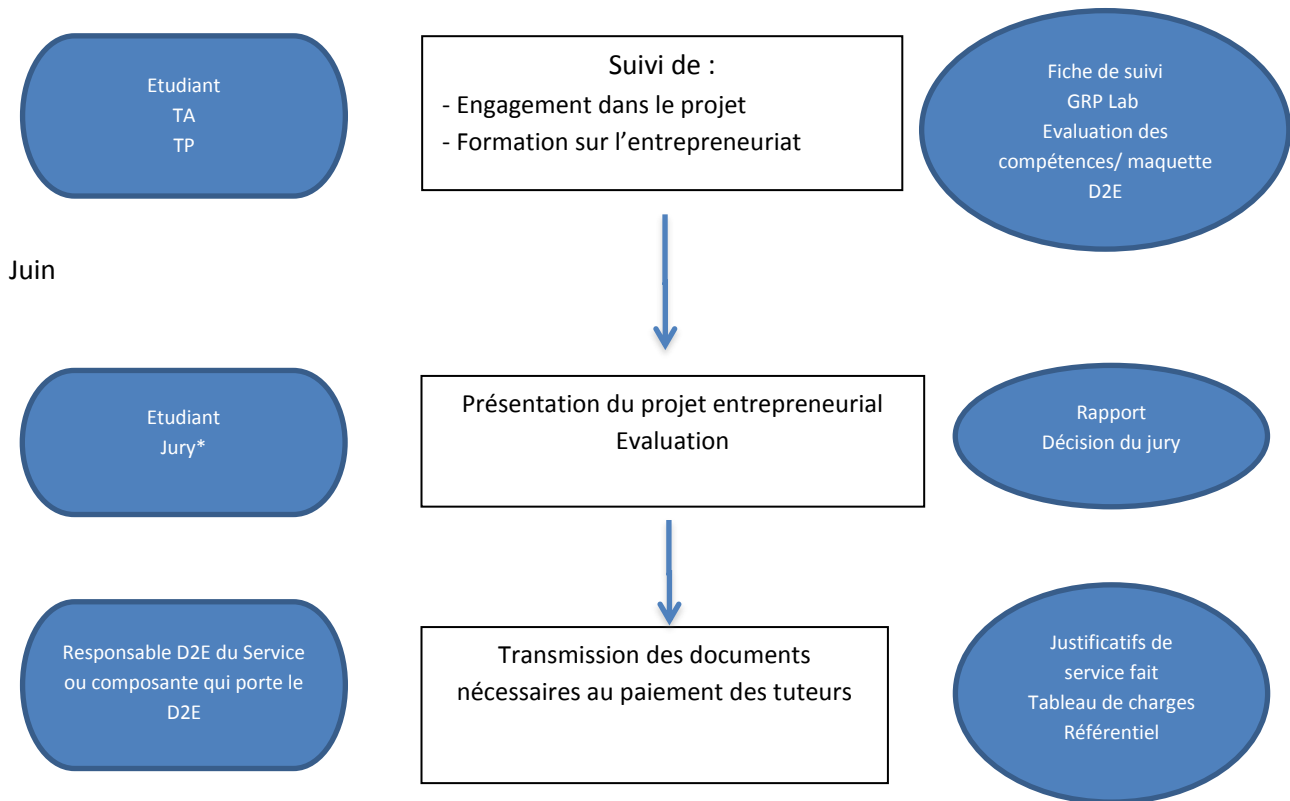 Etudiant
TA
TP
Suivi de :
- Engagement dans le projet
- Formation sur l’entrepreneuriat
Fiche de suivi
GRP Lab
Evaluation des
compétences/ maquette
D2E
Juin
Etudiant
Jury*
Présentation du projet entrepreneurial
Evaluation
Rapport
Décision du jury
Responsable D2E du Service
ou composante qui porte le
D2E
Transmission des documents
nécessaires au paiement des tuteurs
Justificatifs de
service fait
Tableau de charges
Référentiel